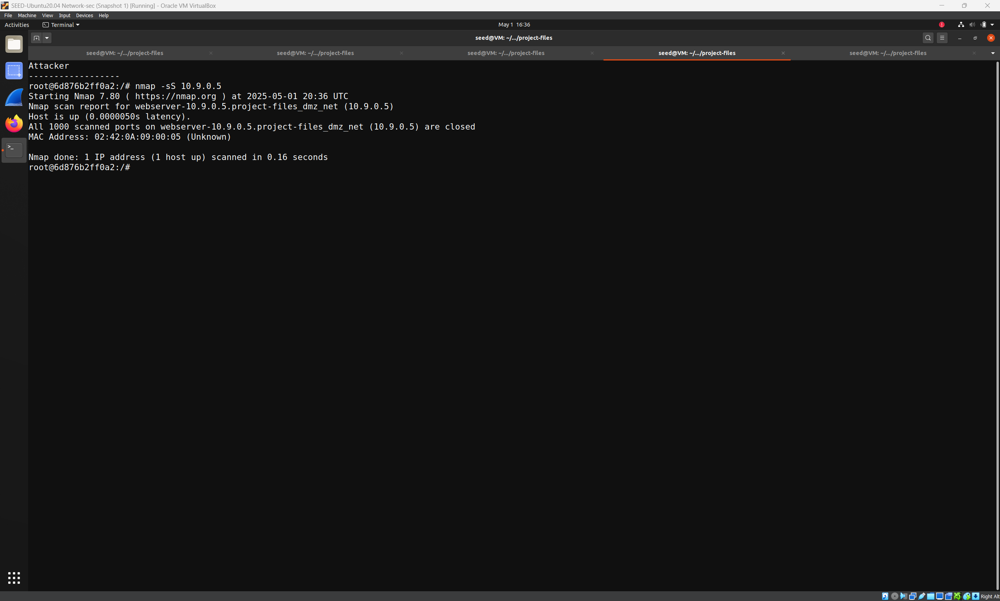 SEED-Ubuntu20.04 Network-sec (Snapshot 1) [Running] - Oracle VM VirtualBox
File Machine View Input Devices Help
Activities Terminal May 1 16:36
seed@VM: ~/.../project-files
seed@VM: ~/.../project-files seed@VM: ~/.../project-files seed@VM: ~/.../project-files seed@VM: ~/.../project-files seed@VM: ~/.../project-files
Attacker
------------------
root@6d876b2ff0a2:/# nmap -sS 10.9.0.5
Starting Nmap 7.80 ( https://nmap.org ) at 2025-05-01 20:36 UTC
Nmap scan report for webserver-10.9.0.5.project-files_dmz_net (10.9.0.5)
Host is up (0.0000050s latency).
All 1000 scanned ports on webserver-10.9.0.5.project-files_dmz_net (10.9.0.5) are closed
MAC Address: 02:42:0A:09:00:05 (Unknown)
Nmap done: 1 IP address (1 host up) scanned in 0.16 seconds
root@6d876b2ff0a2:/#
Right Alt